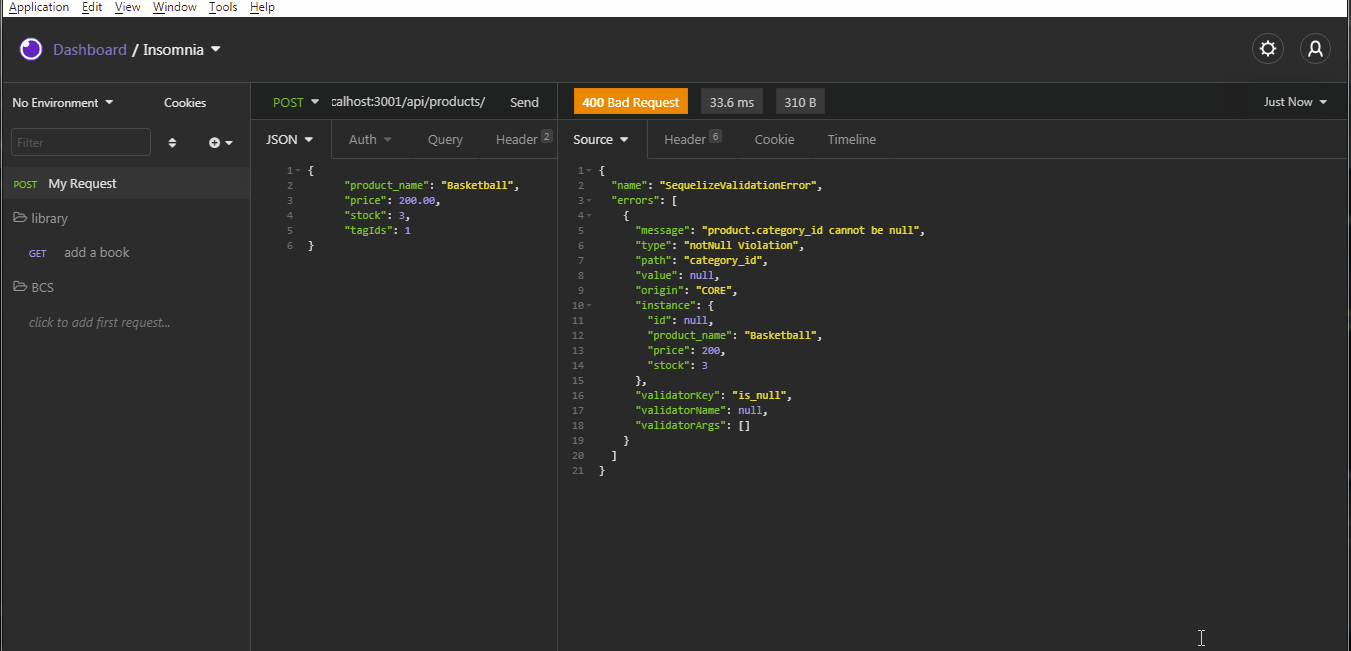 Application Edit View Window Tools Help
Dashboard / Insomnia
No Environment Cookies
Filter
POST My Request
library
GET add a book
BCS
click to add first request...
POST calhost:3001/api/products/ Send
JSON Auth Query Header 2
1 {
2 "product_name": "Basketball",
3 "price": 200.00,
4 "stock": 3,
5 "tagIds": 1
6 }
400 Bad Request 33.6 ms 310 B Just Now
Source Header 6 Cookie Timeline
1 {
2 "name": "SequelizeValidationError",
3 "errors": [
4 {
5 "message": "product.category_id cannot be null",
6 "type": "notNull Violation",
7 "path": "category_id",
8 "value": null,
9 "origin": "CORE",
10 "instance": {
11 "id": null,
12 "product_name": "Basketball",
13 "price": 200,
14 "stock": 3
15 },
16 "validatorKey": "is_null",
17 "validatorName": null,
18 "validatorArgs": []
19 }
20 ]
21 }